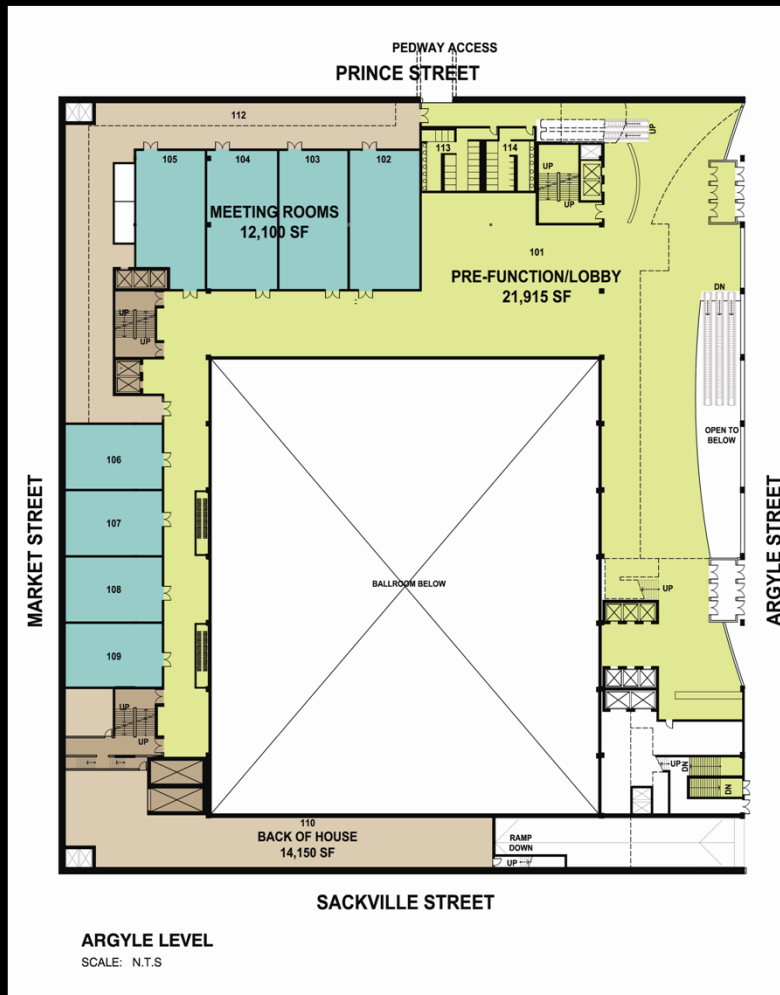 PEDWAY ACCESS
PRINCE STREET
112
105
104
103
102
113
114
UP
UP
UP
MEETING ROOMS
12,100 SF
101
PRE-FUNCTION/LOBBY
21,915 SF
DN
UP
UP
OPEN TO
BELOW
106
107
108
109
MARKET STREET
ARGYLE STREET
BALLROOM BELOW
UP
UP
UP
UP
DN
DN
110
BACK OF HOUSE
14,150 SF
RAMP
DOWN
UP
SACKVILLE STREET
ARGYLE LEVEL
SCALE: N.T.S